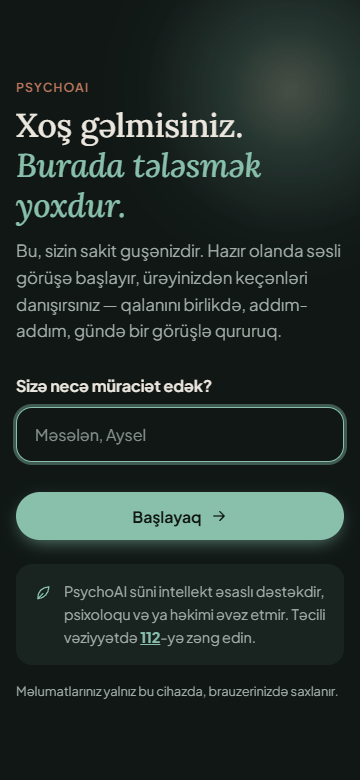 PSYCHOAI
Xoş gəlmisiniz.
Burada tələsmək
yoxdur.
Bu, sizin sakit guşənizdir. Hazır olanda səsli
görüşə başlayır, ürəyinizdən keçənləri
danışırsınız — qalanını birlikdə, addım-
addım, gündə bir görüşlə qururuq.
Sizə necə müraciət edək?
Məsələn, Aysel
Başlayaq →
PsychoAI süni intellekt əsaslı dəstəkdir,
psixoloqu və ya həkimi əvəz etmir. Təcili
vəziyyətdə 112-yə zəng edin.
Məlumatlarınız yalnız bu cihazda, brauzerinizdə saxlanır.